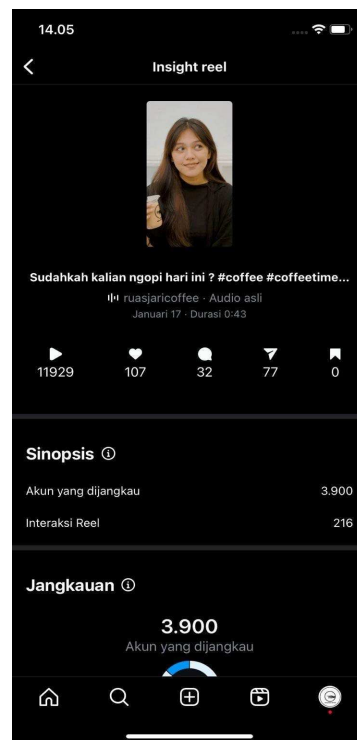 14.05
Insight reel
Sudahkah kalian ngopi hari ini ? #coffee #coffeetime...
ruasjaricoffee · Audio asli
Januari 17 · Durasi 0:43
11929 107 32 77 0
Sinopsis
Akun yang dijangkau 3.900
Interaksi Reel 216
Jangkauan
3.900
Akun yang dijangkau